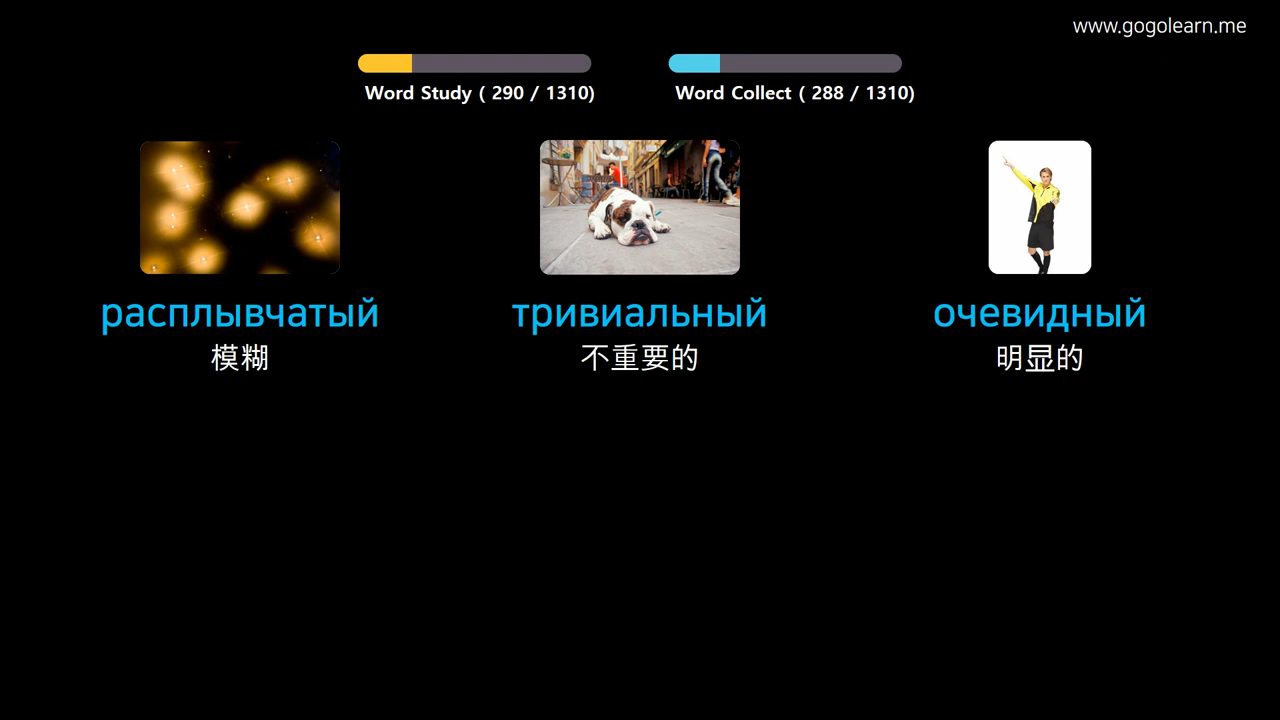 www.gogolearn.me
Word Study ( 290 / 1310)
Word Collect ( 288 / 1310)
расплывчатый
模糊
тривиальный
不重要的
очевидный
明显的